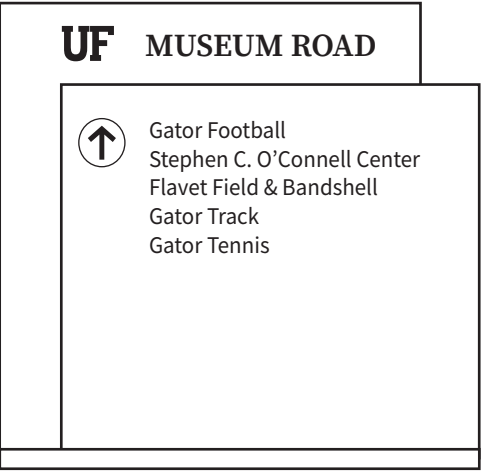 UF MUSEUM ROAD
Gator Football
Stephen C. O’Connell Center
Flavet Field & Bandshell
Gator Track
Gator Tennis